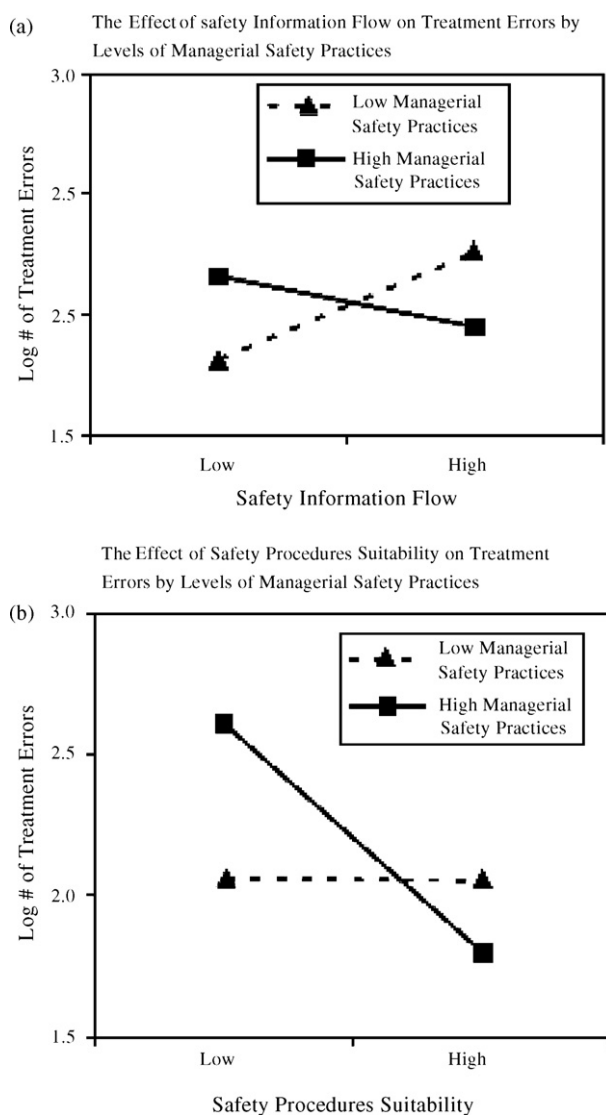 (a)
The Effect of safety Information Flow on Treatment Errors by
Levels of Managerial Safety Practices
3.0
Low Managerial
Safety Practices
High Managerial
Safety Practices
2.5
2.5
1.5
Log # of Treatment Errors
Low
High
Safety Information Flow
The Effect of Safety Procedures Suitability on Treatment
Errors by Levels of Managerial Safety Practices
(b)
3.0
Low Managerial
Safety Practices
High Managerial
Safety Practices
2.5
2.0
1.5
Log # of Treatment Errors
Low
High
Safety Procedures Suitability